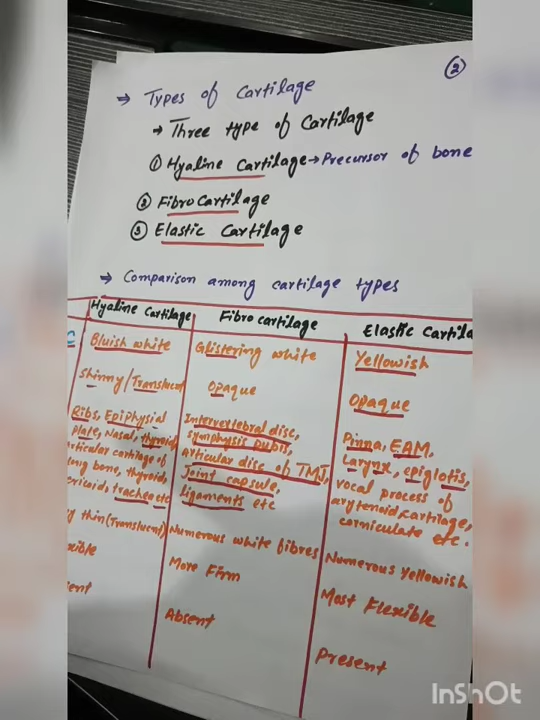 ②
⇒ Types of Cartilage
→ Three type of Cartilage
① Hyaline Cartilage → Precursor of bone
② Fibro Cartilage
③ Elastic Cartilage
⇒ Comparison among cartilage types
Hyaline Cartilage
Fibro cartilage
Elastic Cartila
Bluish white
Glistering white
Yellowish
Shinny/Translucent
Opaque
Opaque
Ribs, Epiphysial
plate, Nasal, thyroid,
articular cartilage of
long bone, thyroid,
cricoid, trachea etc
Intervertebral disc,
symphysis pubis,
articular disc of TMJ,
Joint capsule,
ligaments etc
Pinna, EAM,
Larynx, epiglotis,
vocal process of
arytenoid, cartilage,
corniculate etc.
thin (Translucent)
Numerous white fibres
Numerous Yellowish
xible
More Firm
Most Flexible
sent
Absent
Present
InShOt